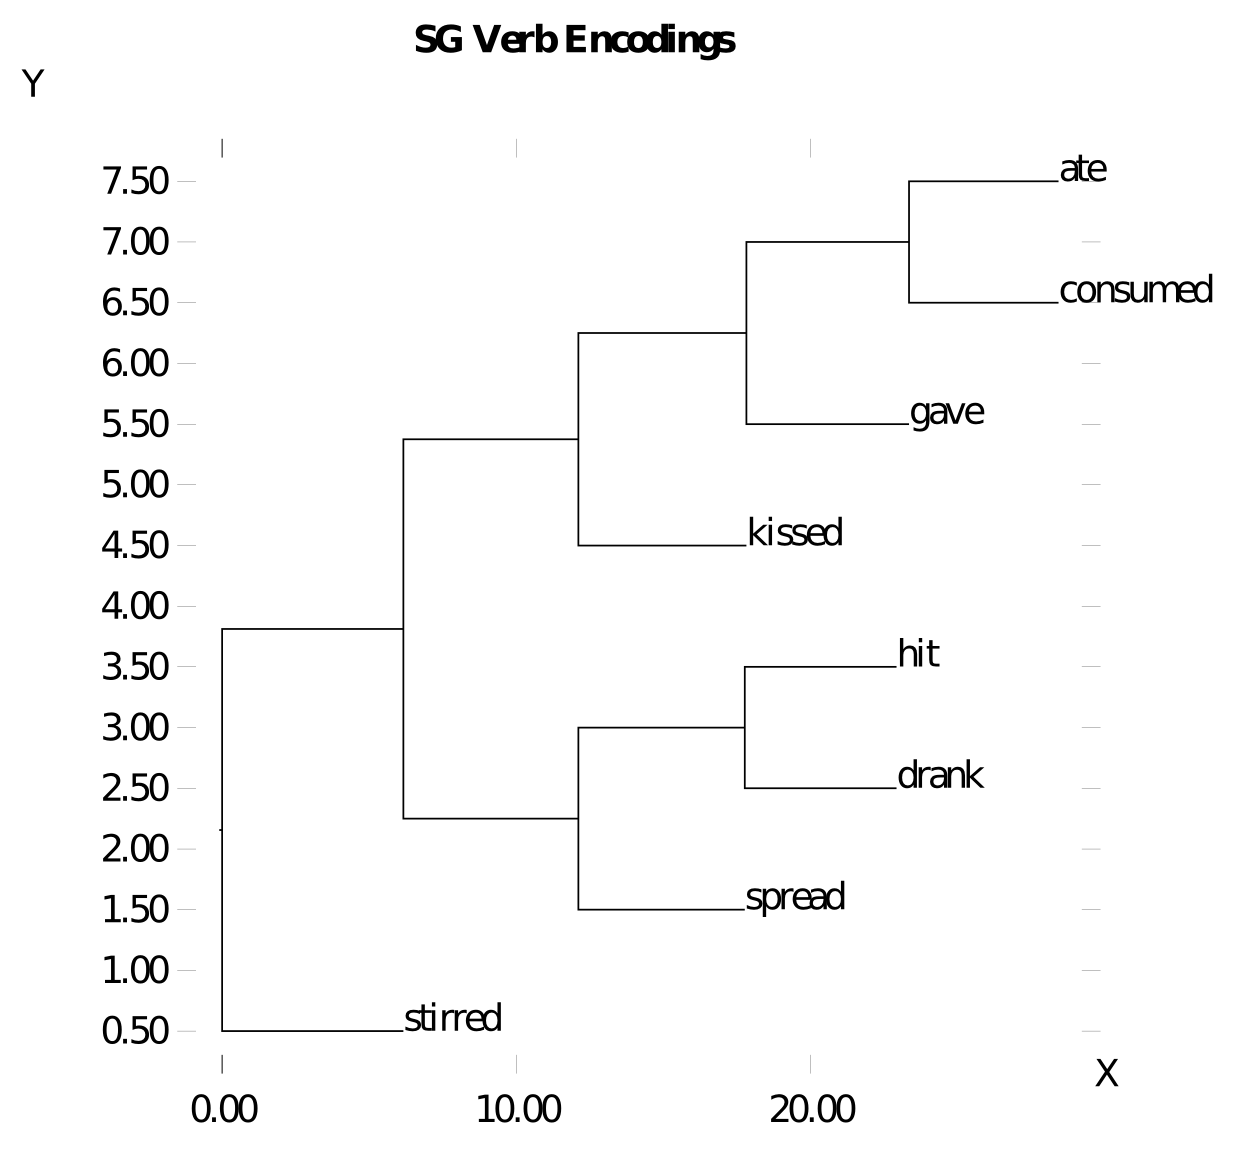 SG Verb Encodings
Y
ate
7.50
7.00
consumed
6.50
6.00
gave
5.50
5.00
kissed
4.50
4.00
hit
3.50
3.00
drank
2.50
2.00
spread
1.50
1.00
stirred
0.50
X
0.00 10.00 20.00